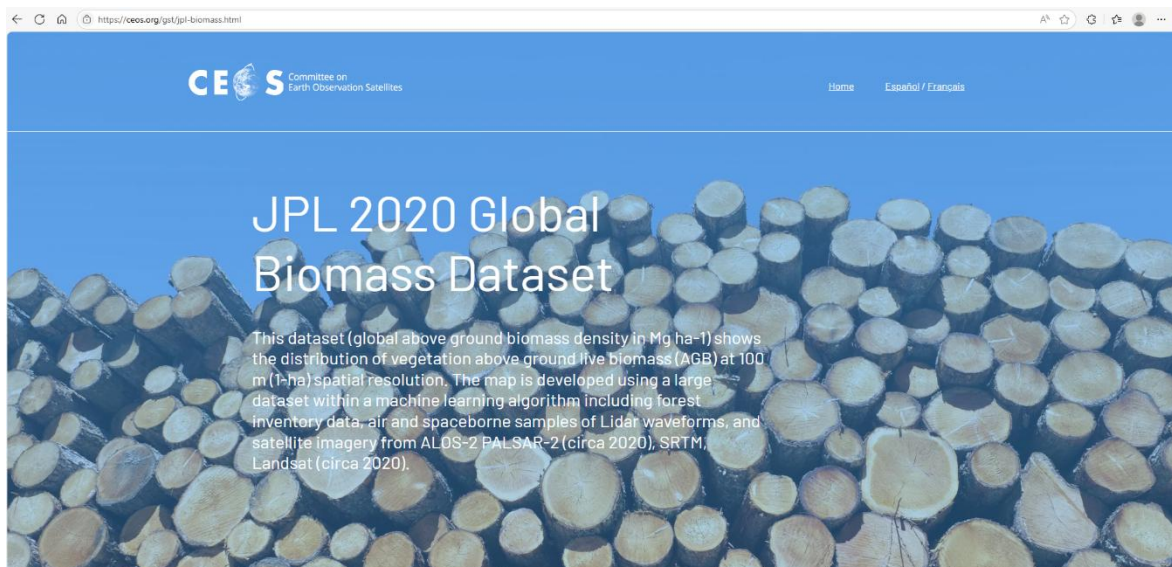 https://ceos.org/gst/jpl-biomass.html
CEOS
Committee on
Earth Observation Satellites
Home
Español / Français
JPL 2020 Global
Biomass Dataset
This dataset (global above ground biomass density in Mg ha-1) shows
the distribution of vegetation above ground live biomass (AGB) at 100
m (1-ha) spatial resolution. The map is developed using a large
dataset within a machine learning algorithm including forest
inventory data, air and spaceborne samples of Lidar waveforms, and
satellite imagery from ALOS-2 PALSAR-2 (circa 2020), SRTM,
Landsat (circa 2020).